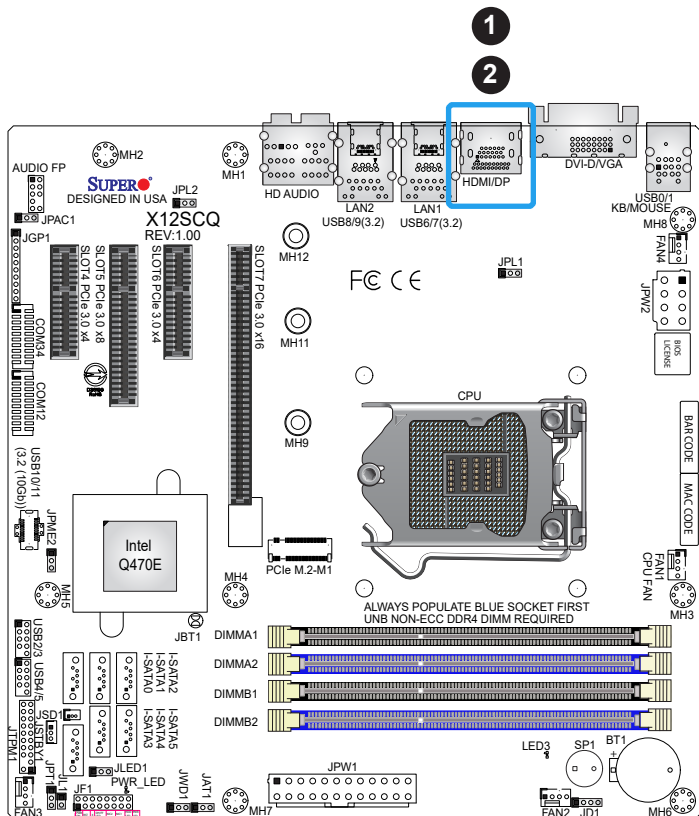 1
2
AUDIO FP
MH2
MH1
SUPER
DESIGNED IN USA
JPL2
X12SCQ
REV:1.00
JPAC1
JGP1
HD AUDIO
LAN2
USB8/9(3.2)
LAN1
USB6/7(3.2)
HDMI/DP
DVI-D/VGA
USB0/1
KB/MOUSE
MH8
FAN4
JPW2
BIOS
LICENSE
SLOT4 PCIe 3.0 x4
SLOT5 PCIe 3.0 x8
SLOT6 PCIe 3.0 x4
SLOT7 PCIe 3.0 x16
MH12
FC CE
JPL1
MH11
MH9
COM34
COM12
CPU
BAR CODE
MAC CODE
USB10/11
(3.2 (10Gb))
JPME2
Intel
Q470E
PCIe M.2-M1
FAN1
CPU FAN
MH5
MH4
MH3
JBT1
ALWAYS POPULATE BLUE SOCKET FIRST
UNB NON-ECC DDR4 DIMM REQUIRED
DIMMA1
DIMMA2
DIMMB1
DIMMB2
USB2/3
USB4/5
I-SATA0
I-SATA1
I-SATA2
I-SATA3
I-SATA4
I-SATA5
JSD1
JSTBY1
JTPM1
JPT1
JL1
JLED1
PWR_LED
JF1
FAN3
JWD1
JAT1
MH7
JPW1
LED3
SP1
BT1
+
FAN2
JD1
MH6